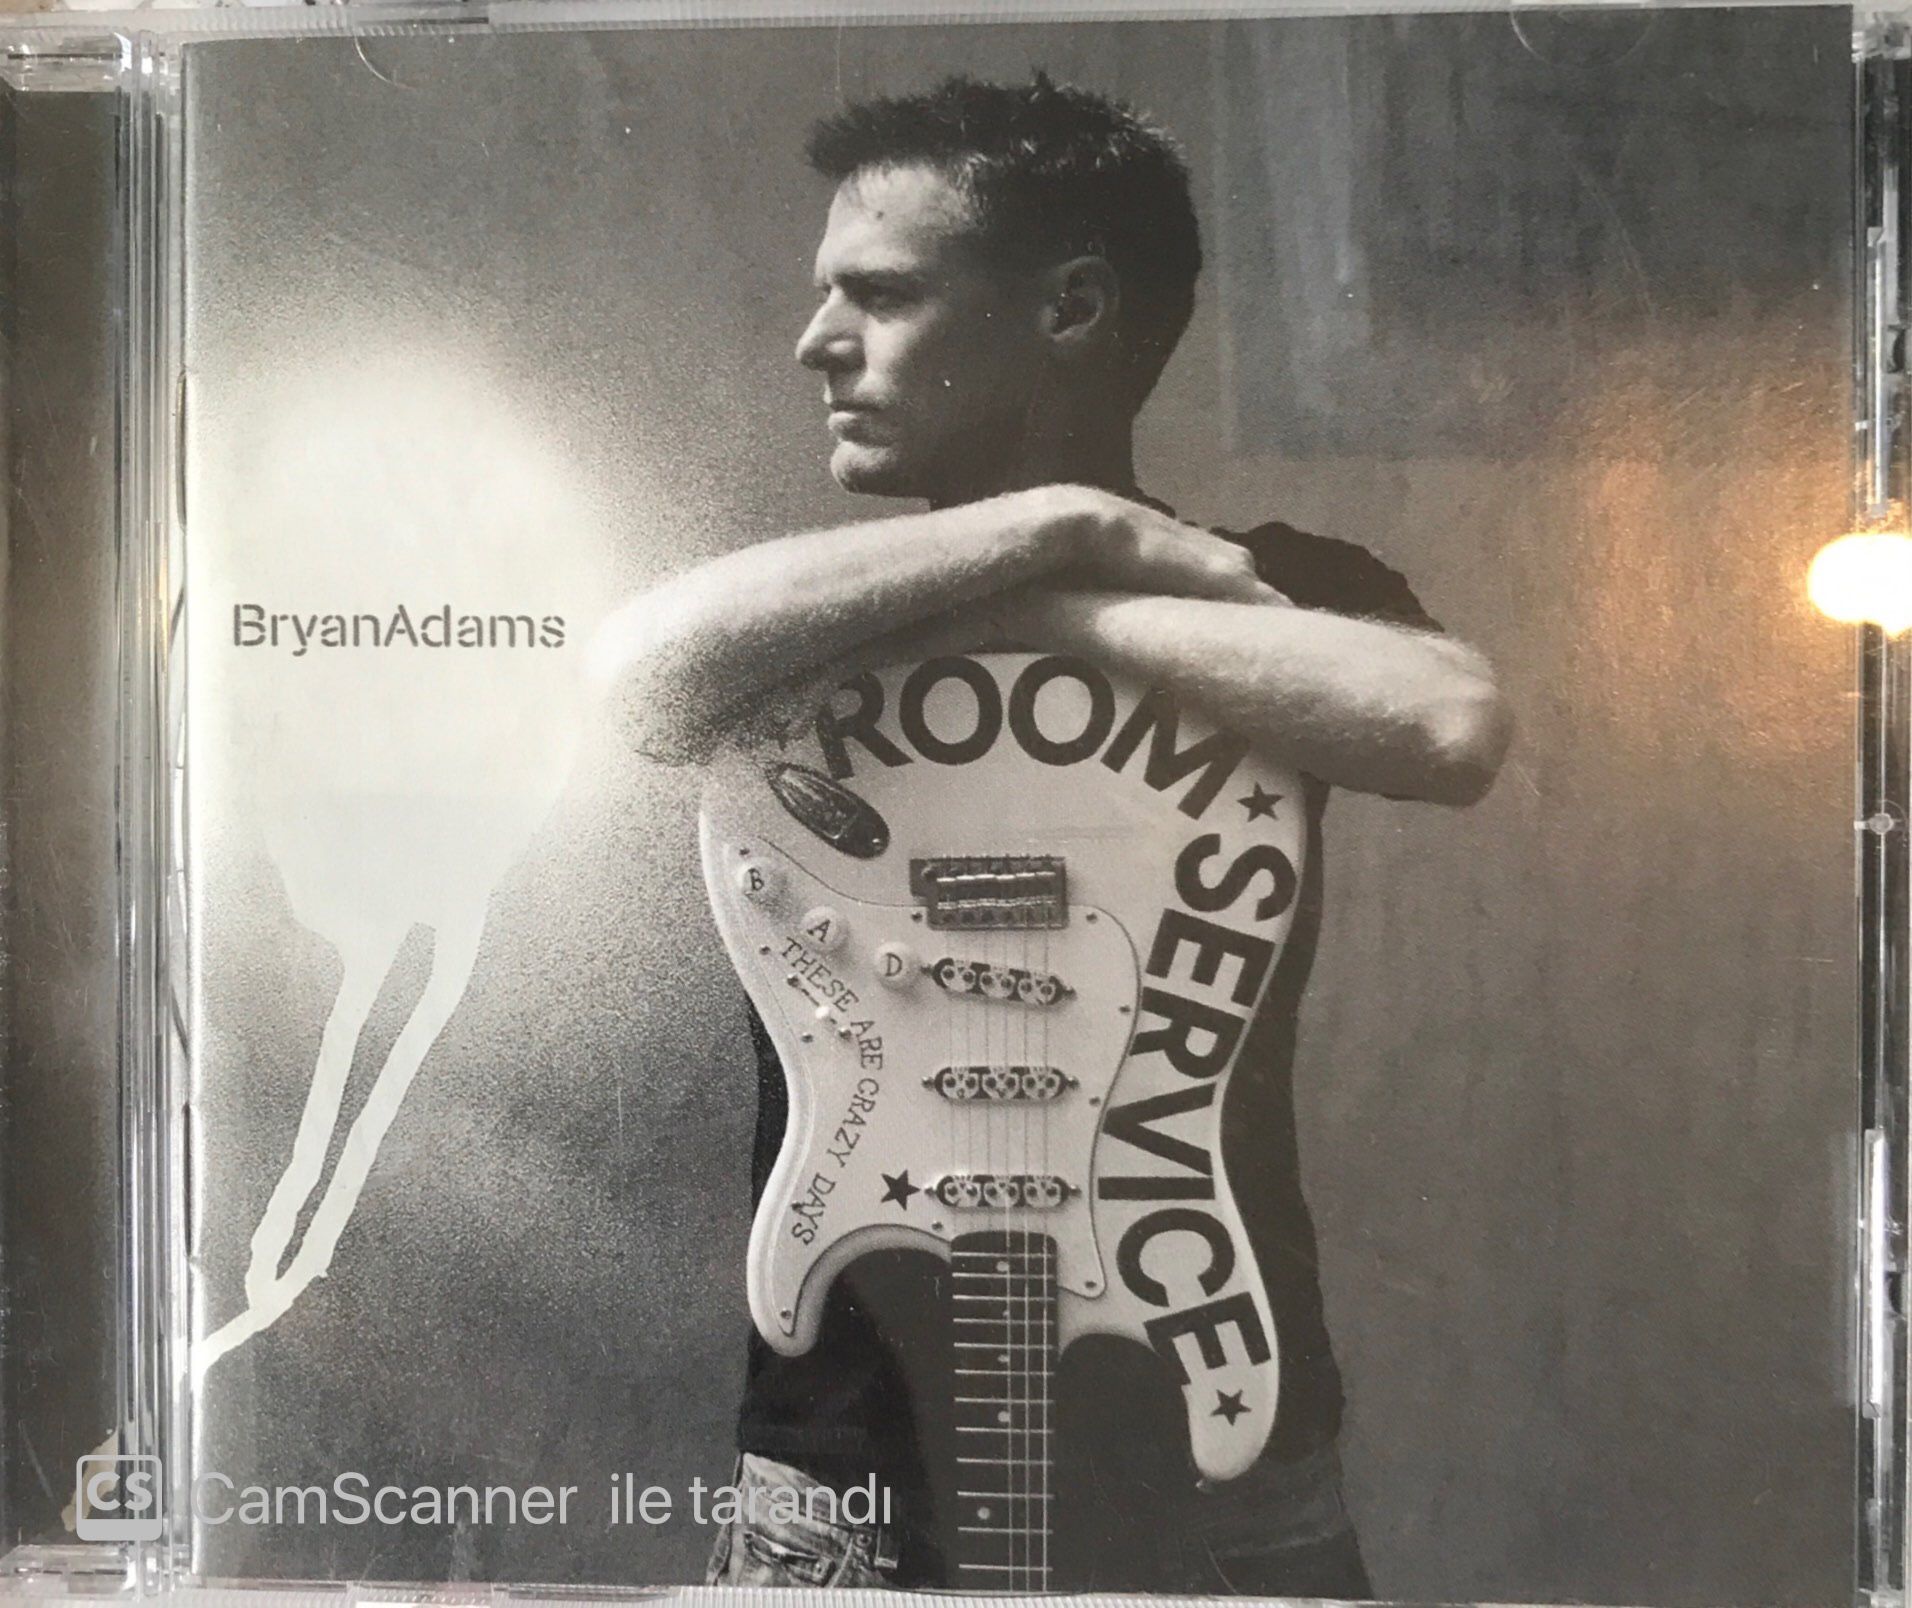 BryanAdams
ROOM ★ SERVICE ★
B
A
D
THESE ARE CRAZY DAYS ★
CS CamScanner ile tarandı